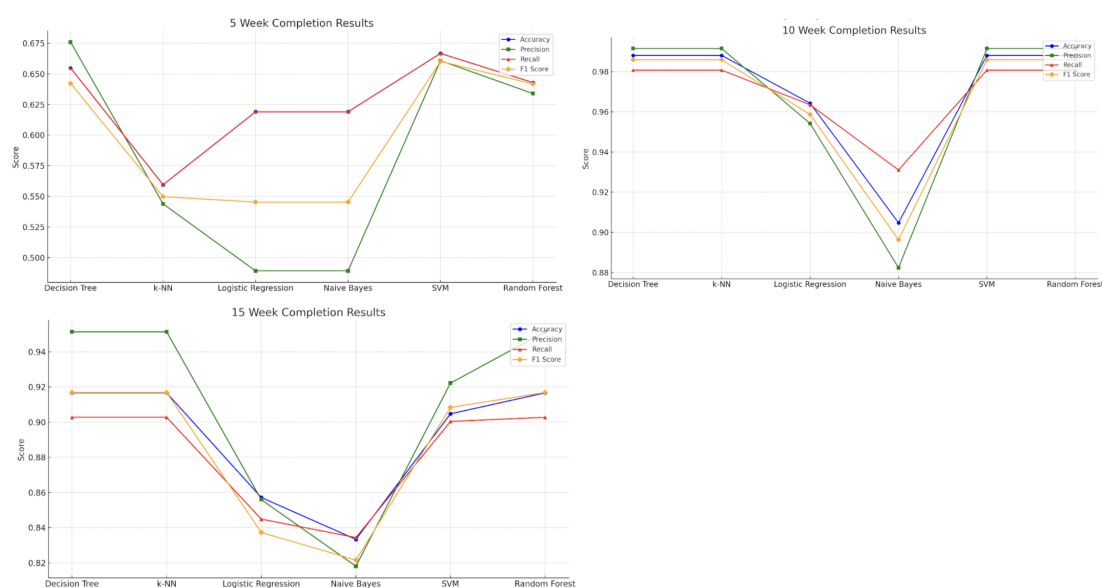 5 Week Completion Results
Score
0.675
0.650
0.625
0.600
0.575
0.550
0.525
0.500
Accuracy
Precision
Recall
F1 Score
Decision Tree k-NN Logistic Regression Naive Bayes SVM Random Forest
10 Week Completion Results
Score
0.98
0.96
0.94
0.92
0.90
0.88
Accuracy
Precision
Recall
F1 Score
Decision Tree k-NN Logistic Regression Naive Bayes SVM Random Forest
15 Week Completion Results
Score
0.94
0.92
0.90
0.88
0.86
0.84
0.82
Accuracy
Precision
Recall
F1 Score
Decision Tree k-NN Logistic Regression Naive Bayes SVM Random Forest